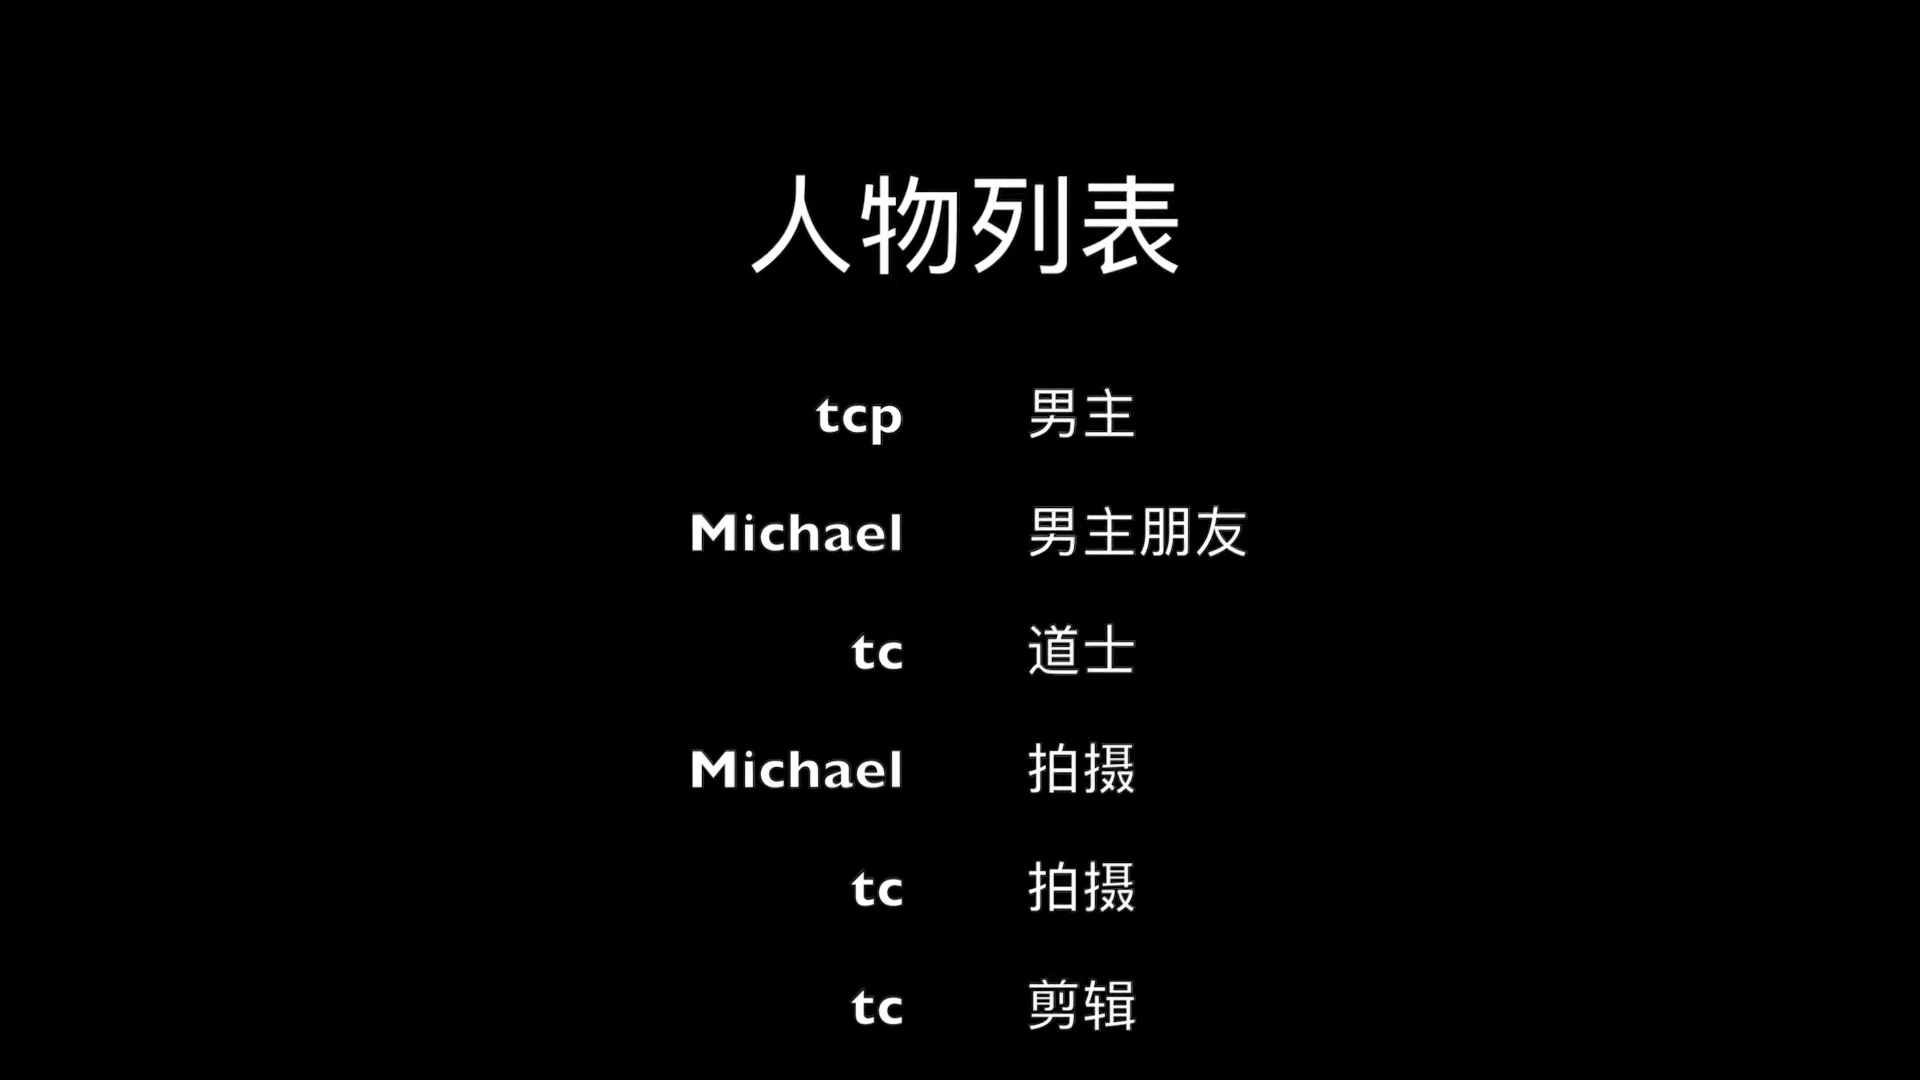 人物列表
tcp 男主
Michael 男主朋友
tc 道士
Michael 拍摄
tc 拍摄
tc 剪辑